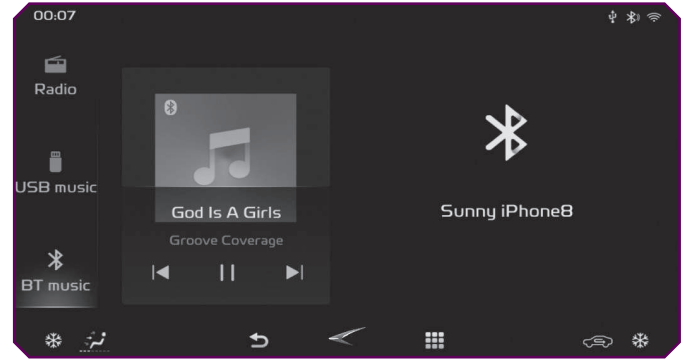 00:07
Radio
USB music
BT music
God Is A Girls
Groove Coverage
Sunny iPhone8